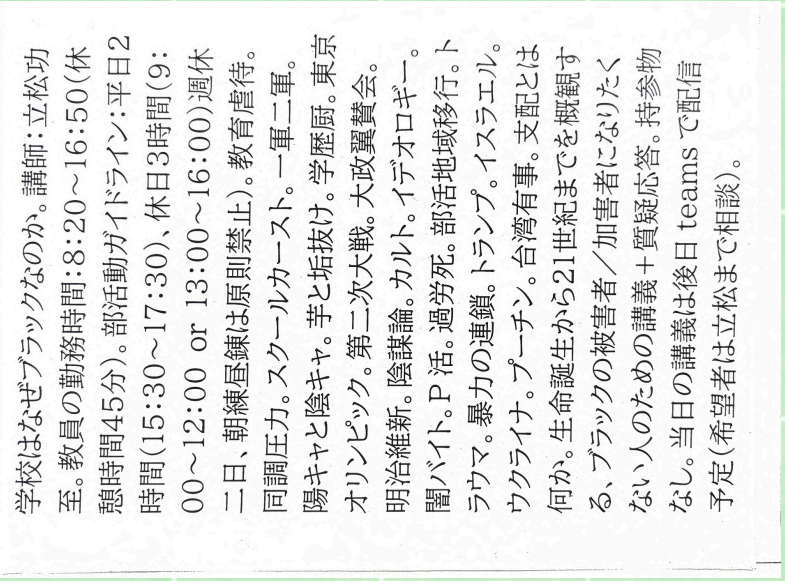 学校はなぜブラックなのか。講師：立松功
至。教員の勤務時間：8：20～16：50（休
憩時間45分）。部活動ガイドライン：平日2
時間（15：30～17：30）、休日3時間（9：
00～12：00 or 13：00～16：00）週休
二日、朝練昼錬は原則禁止）。教育虐待。
同調圧力。スクールカースト。一軍二軍。
陽キャと陰キャ。芋と垢抜け。学歴厨。東京
オリンピック。第二次大戦。大政翼賛会。
明治維新。陰謀論。カルト。イデオロギー。
闇バイト。P活。過労死。部活地域移行。ト
ラウマ。暴力の連鎖。トランプ。イスラエル。
ウクライナ。プーチン。台湾有事。支配とは
何か。生命誕生から21世紀までを概観す
る、ブラックの被害者／加害者になりたく
ない人のための講義＋質疑応答。持参物
なし。当日の講義は後日 teams で配信
予定（希望者は立松まで相談）。